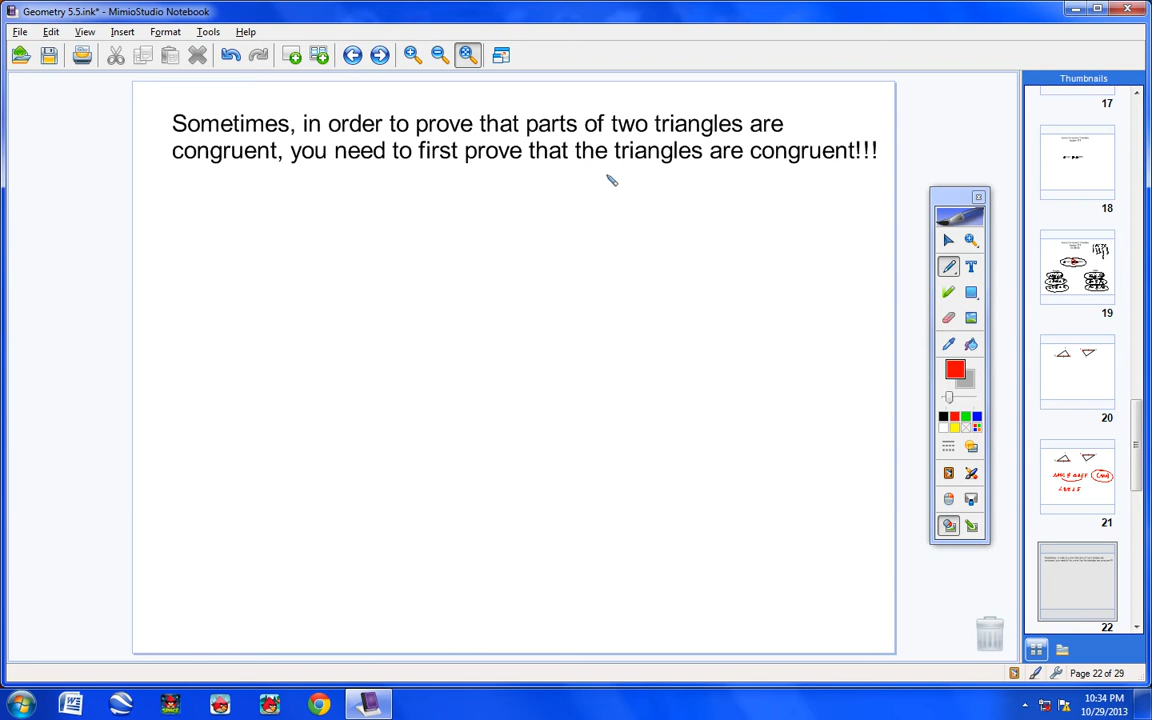 Geometry 5.5.ink* - MimioStudio Notebook
File Edit View Insert Format Tools Help
Thumbnails
Sometimes, in order to prove that parts of two triangles are
congruent, you need to first prove that the triangles are congruent!!!
17
18
19
20
21
22
Page 22 of 29
10:34 PM
10/29/2013